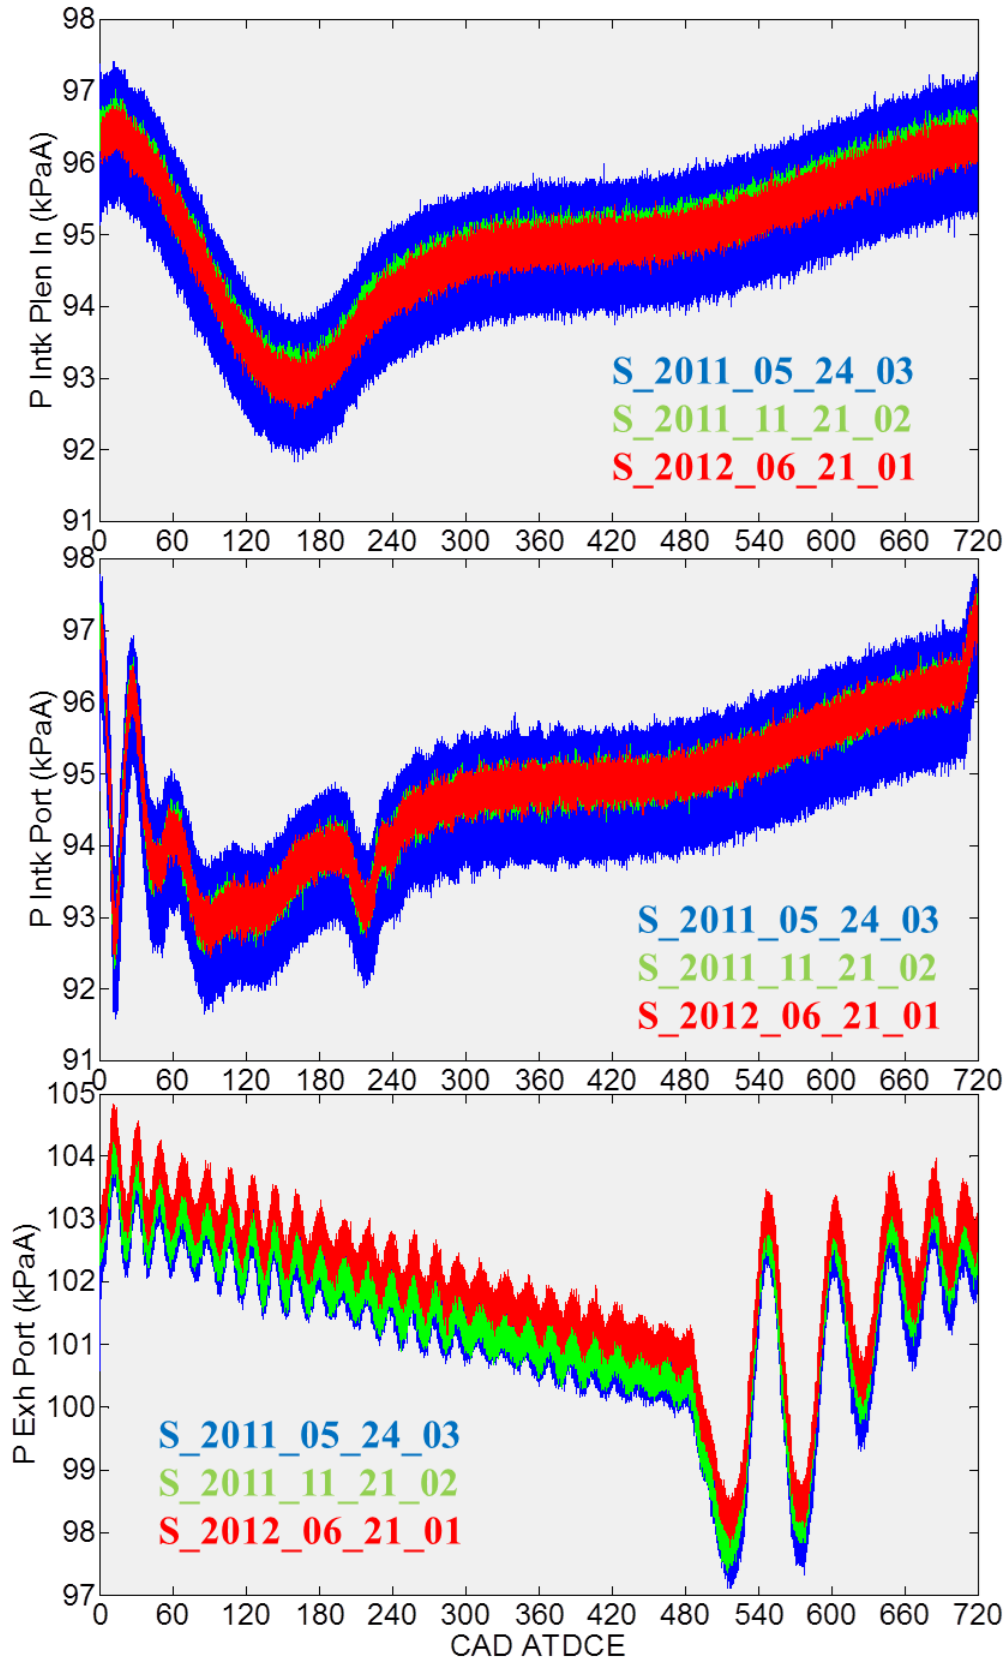 98
97
96
95
94
93
92
91
P Intk Plen In (kPaA)
S_2011_05_24_03
S_2011_11_21_02
S_2012_06_21_01
0 60 120 180 240 300 360 420 480 540 600 660 720
98
97
96
95
94
93
92
91
P Intk Port (kPaA)
S_2011_05_24_03
S_2011_11_21_02
S_2012_06_21_01
0 60 120 180 240 300 360 420 480 540 600 660 720
105
104
103
102
101
100
99
98
97
P Exh Port (kPaA)
S_2011_05_24_03
S_2011_11_21_02
S_2012_06_21_01
0 60 120 180 240 300 360 420 480 540 600 660 720
CAD ATDCE